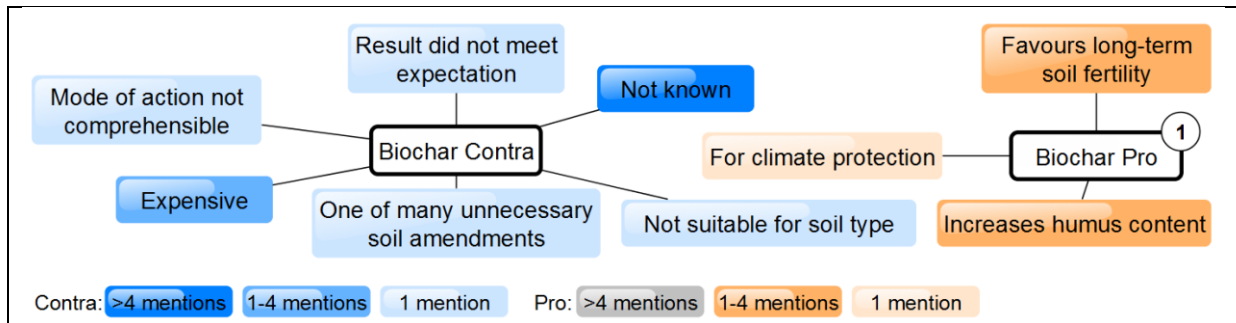 Result did not meet
expectation
Mode of action not
comprehensible
Not known
Biochar Contra
Expensive
One of many unnecessary
soil amendments
Not suitable for soil type
Favours long-term
soil fertility
For climate protection
Biochar Pro
1
Increases humus content
Contra: >4 mentions 1-4 mentions 1 mention Pro: >4 mentions 1-4 mentions 1 mention